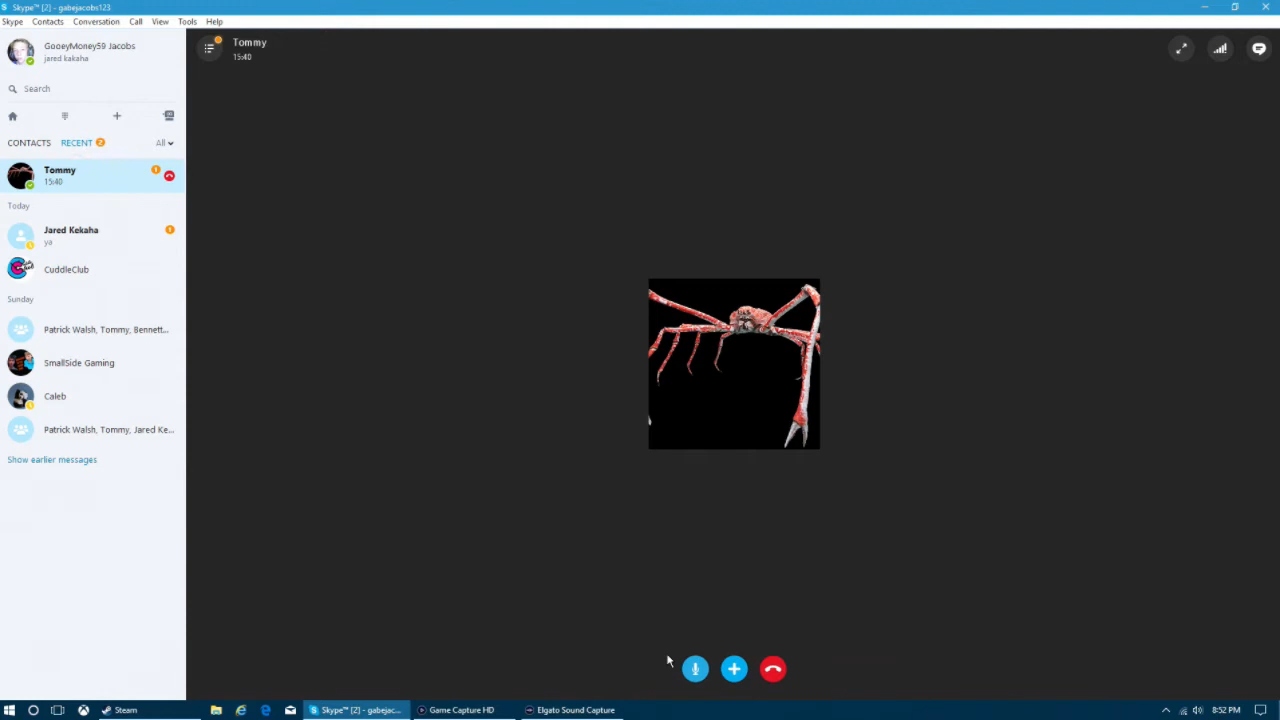 Skype™ [2] - gabejacobs123
Skype Contacts Conversation Call View Tools Help
GooeyMoney59 Jacobs
jared kakaha
Search
CONTACTS RECENT 2 All
Tommy
15:40
Today
Jared Kekaha
ya
CuddleClub
Sunday
Patrick Walsh, Tommy, Bennett...
SmallSide Gaming
Caleb
Patrick Walsh, Tommy, Jared Ke...
Show earlier messages
Tommy
15:40
Steam
Skype™ [2] - gabejac...
Game Capture HD
Elgato Sound Capture
8:52 PM